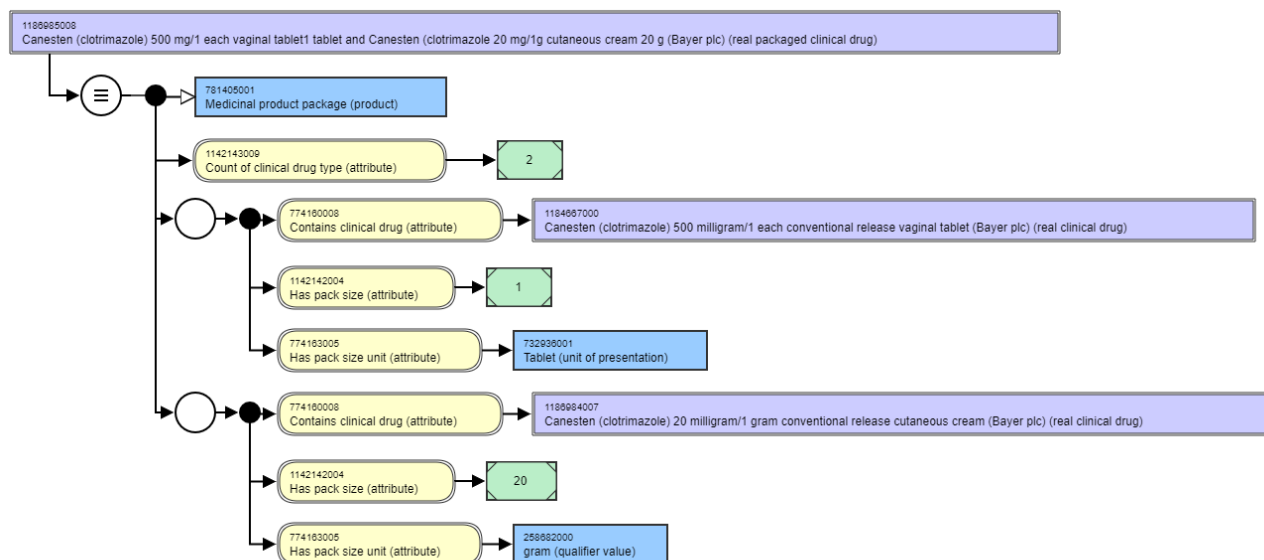 1186985008
Canesten (clotrimazole) 500 mg/1 each vaginal tablet1 tablet and Canesten (clotrimazole 20 mg/1g cutaneous cream 20 g (Bayer plc) (real packaged clinical drug)
781405001
Medicinal product package (product)
1142143009
Count of clinical drug type (attribute)
2
774160008
Contains clinical drug (attribute)
1184667000
Canesten (clotrimazole) 500 milligram/1 each conventional release vaginal tablet (Bayer plc) (real clinical drug)
1142142004
Has pack size (attribute)
1
774163005
Has pack size unit (attribute)
732936001
Tablet (unit of presentation)
774160008
Contains clinical drug (attribute)
1186984007
Canesten (clotrimazole) 20 milligram/1 gram conventional release cutaneous cream (Bayer plc) (real clinical drug)
1142142004
Has pack size (attribute)
20
774163005
Has pack size unit (attribute)
258682000
gram (qualifier value)